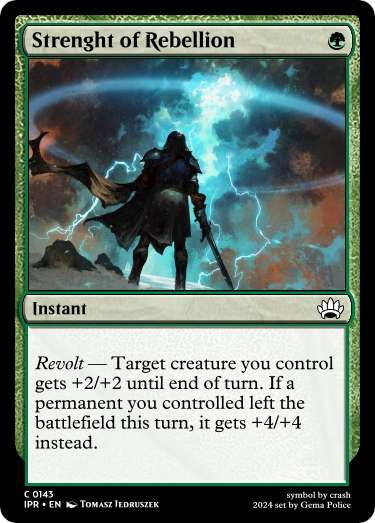 Strenght of Rebellion
Instant
Revolt — Target creature you control
gets +2/+2 until end of turn. If a
permanent you controlled left the
battlefield this turn, it gets +4/+4
instead.
C 0143
IPR • EN Tomasz Jedruszek
symbol by crash
2024 set by Gema Police